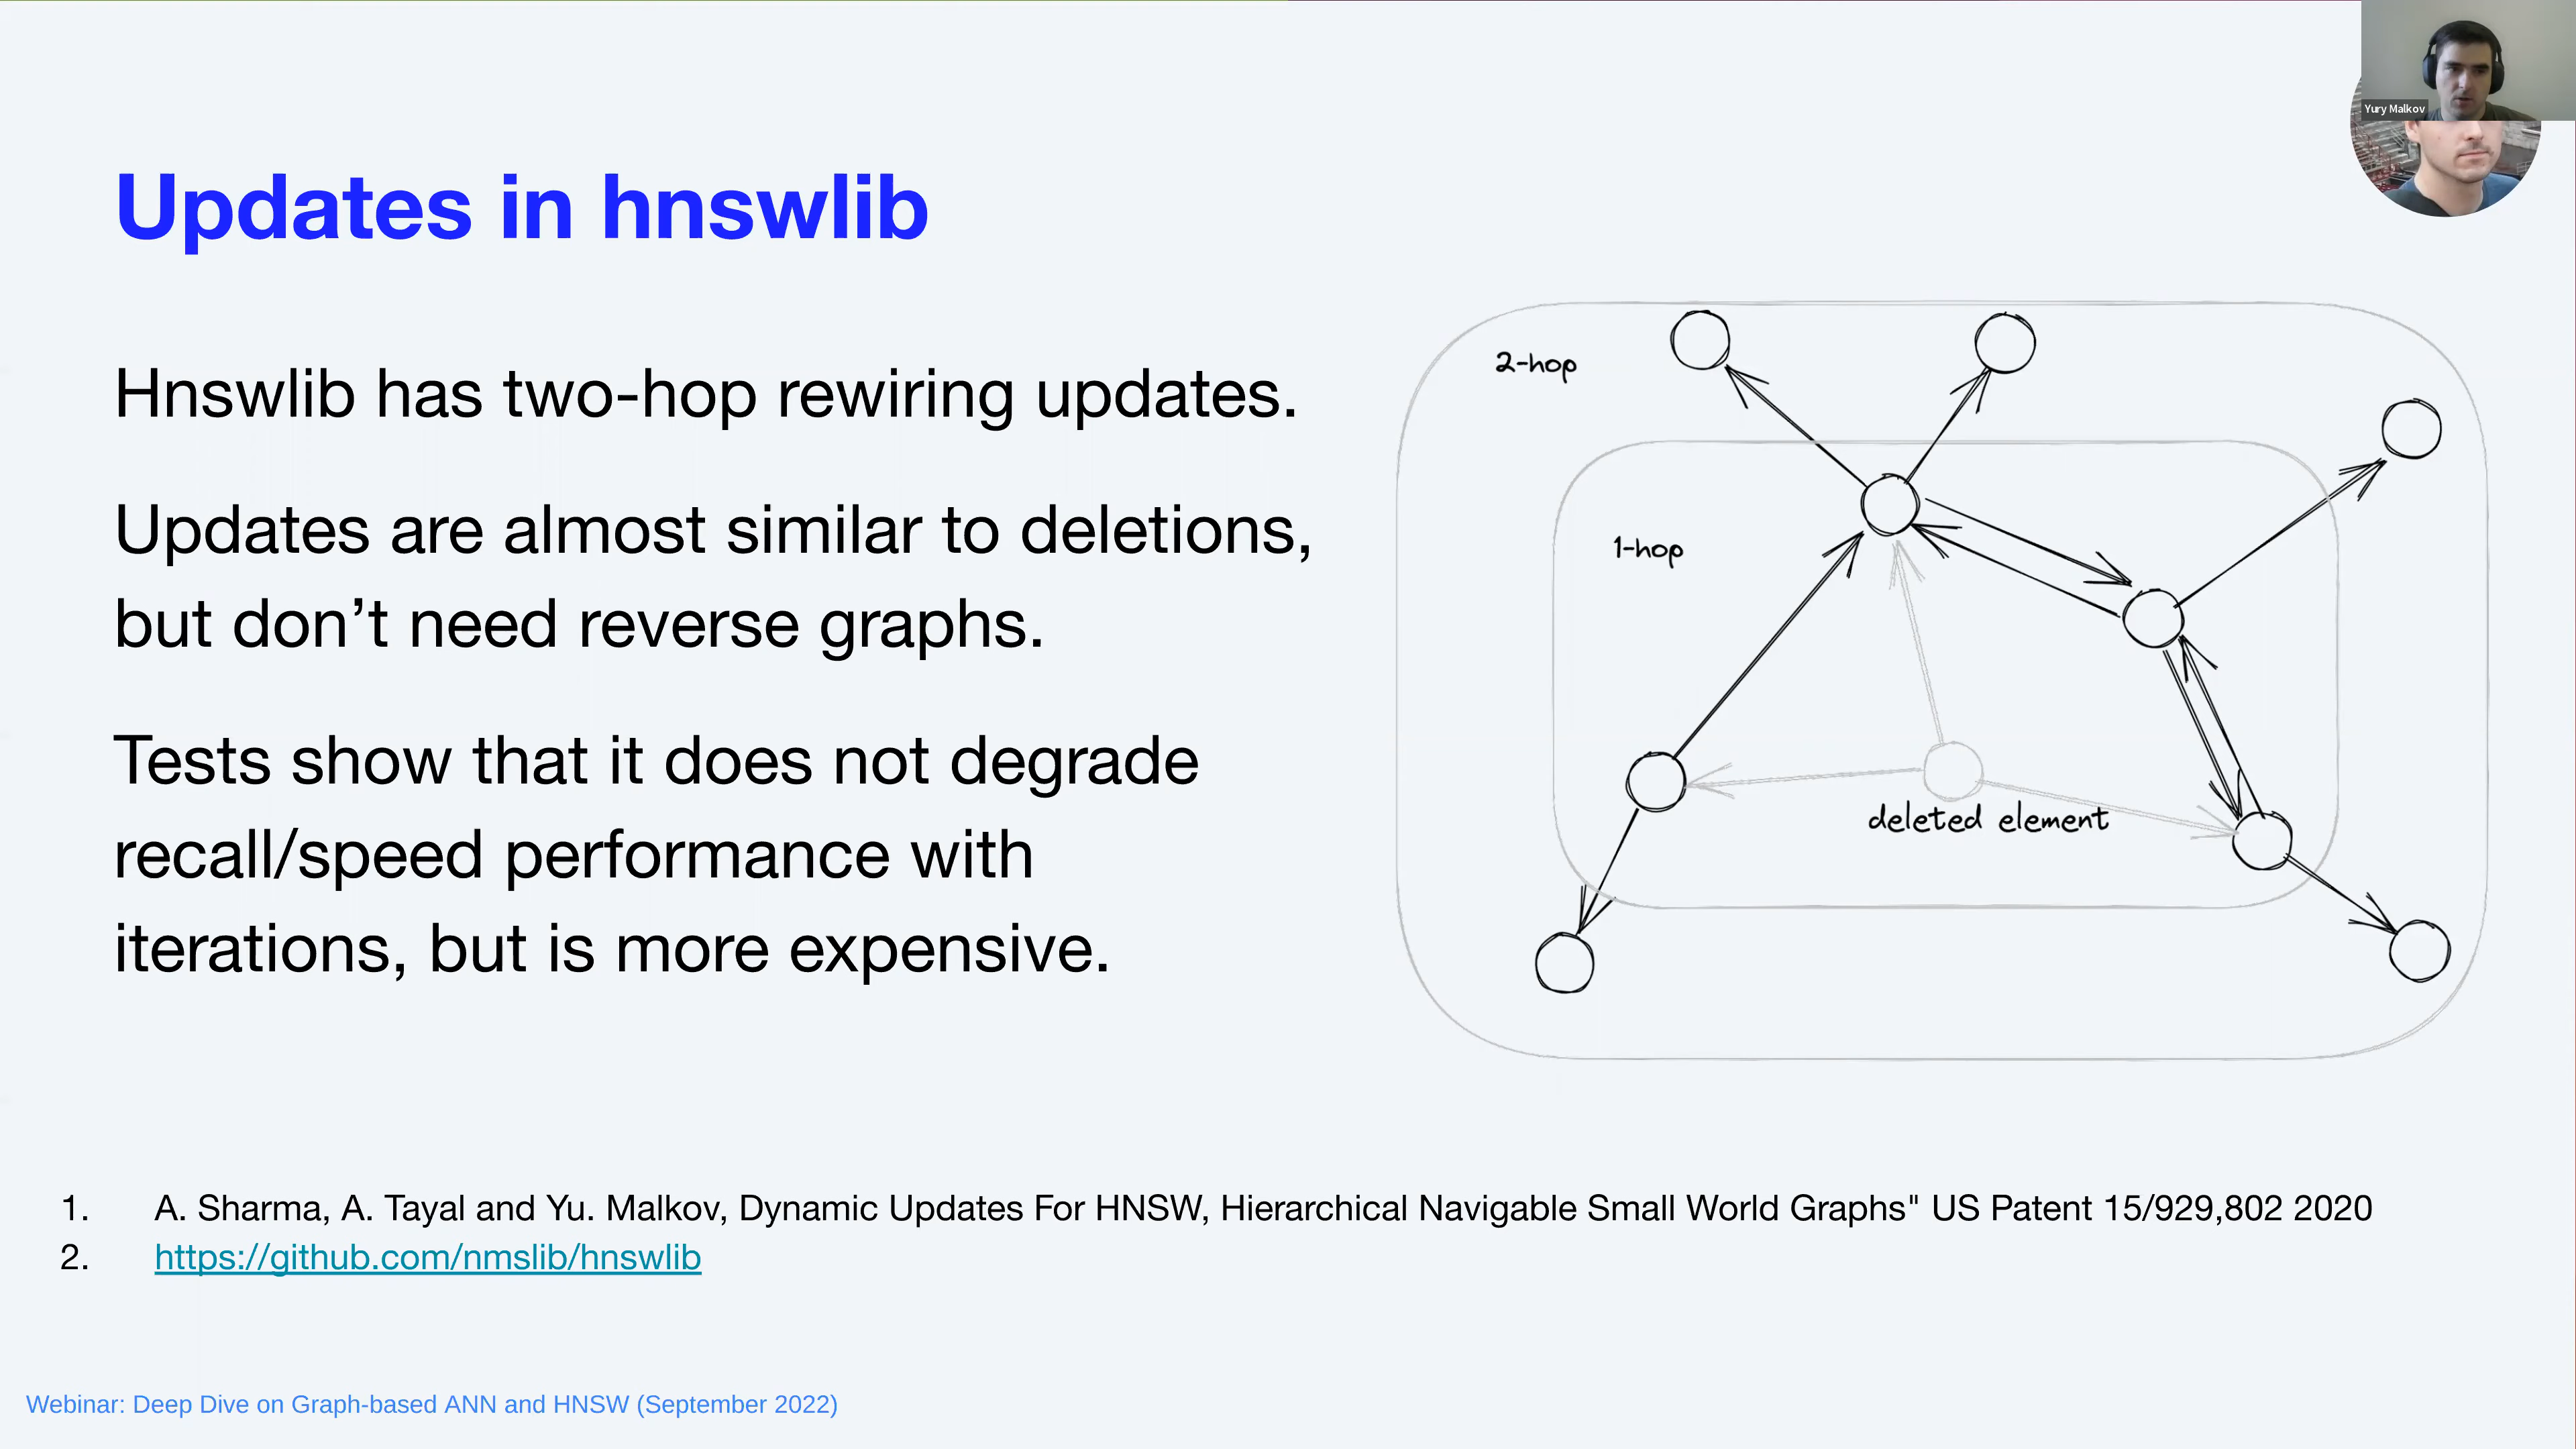 Yury Malkov
Updates in hnswlib
Hnswlib has two-hop rewiring updates.
Updates are almost similar to deletions,
but don’t need reverse graphs.
Tests show that it does not degrade
recall/speed performance with
iterations, but is more expensive.
2-hop
1-hop
deleted element
1. A. Sharma, A. Tayal and Yu. Malkov, Dynamic Updates For HNSW, Hierarchical Navigable Small World Graphs" US Patent 15/929,802 2020
2. https://github.com/nmslib/hnswlib
Webinar: Deep Dive on Graph-based ANN and HNSW (September 2022)